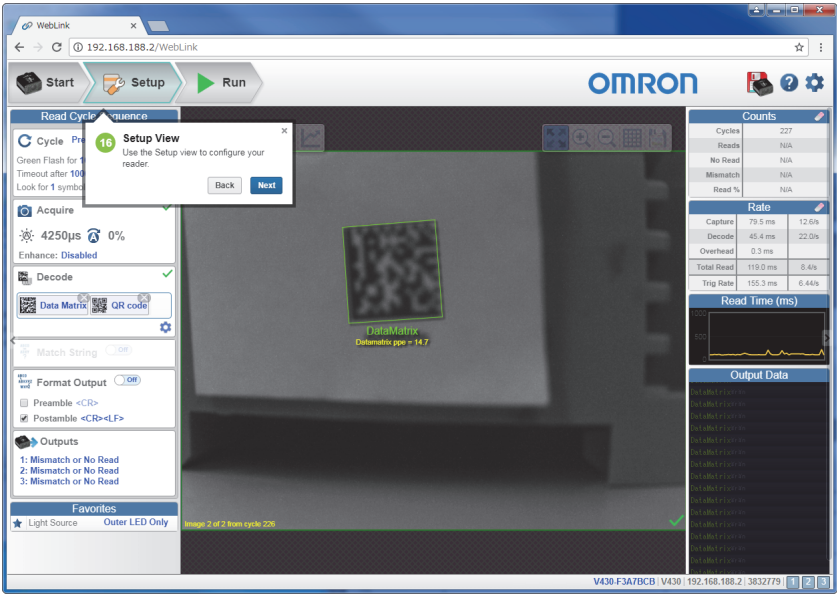 WebLink
192.168.188.2/WebLink
Start
Setup
Run
OMRON
Read Cycle
quence
Cycle
Green Flash for
Timeout after 100
Look for 1 symbol
16
Setup View
Use the Setup view to configure your
reader.
Back
Next
Acquire
4250µs
0%
Enhance: Disabled
Decode
Data Matrix
QR code
Match String
Off
Format Output
Off
Preamble <CR>
Postamble <CR><LF>
Outputs
1: Mismatch or No Read
2: Mismatch or No Read
3: Mismatch or No Read
Favorites
Light Source
Outer LED Only
DataMatrix
Datamatrix ppe = 14.7
Image 2 of 2 from cycle 226
Counts
Cycles 227
Reads N/A
No Read N/A
Mismatch N/A
Read % N/A
Rate
Capture 79.5 ms 12.6/s
Decode 45.4 ms 22.0/s
Overhead 0.3 ms
Total Read 119.0 ms 8.4/s
Trig Rate 155.3 ms 6.44/s
Read Time (ms)
1000
500
0
Output Data
V430-F3A7BCB V430 192.168.188.2 3832779 1 2 3